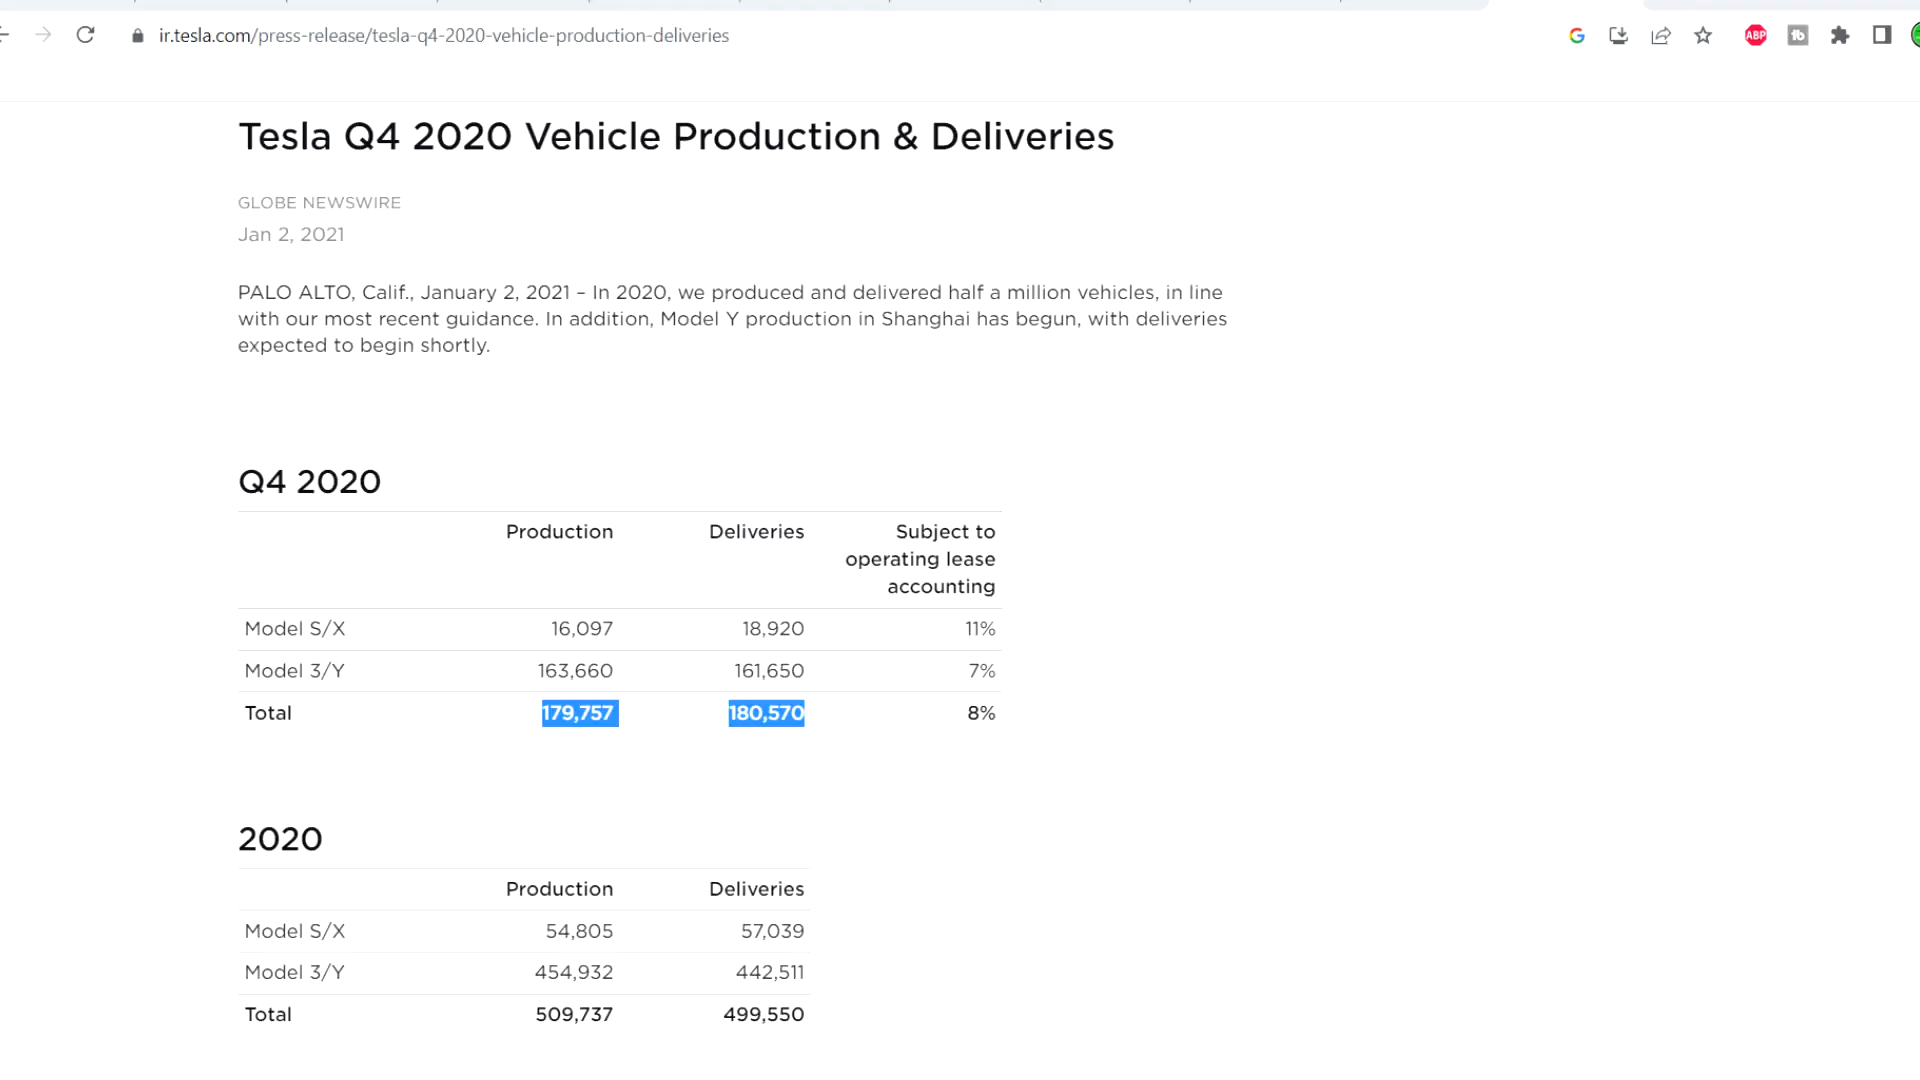 ir.tesla.com/press-release/tesla-q4-2020-vehicle-production-deliveries
ABP
tb
Tesla Q4 2020 Vehicle Production & Deliveries
GLOBE NEWSWIRE
Jan 2, 2021
PALO ALTO, Calif., January 2, 2021 – In 2020, we produced and delivered half a million vehicles, in line
with our most recent guidance. In addition, Model Y production in Shanghai has begun, with deliveries
expected to begin shortly.
Q4 2020
Production Deliveries Subject to
operating lease
accounting
Model S/X 16,097 18,920 11%
Model 3/Y 163,660 161,650 7%
Total 179,757 180,570 8%
2020
Production Deliveries
Model S/X 54,805 57,039
Model 3/Y 454,932 442,511
Total 509,737 499,550